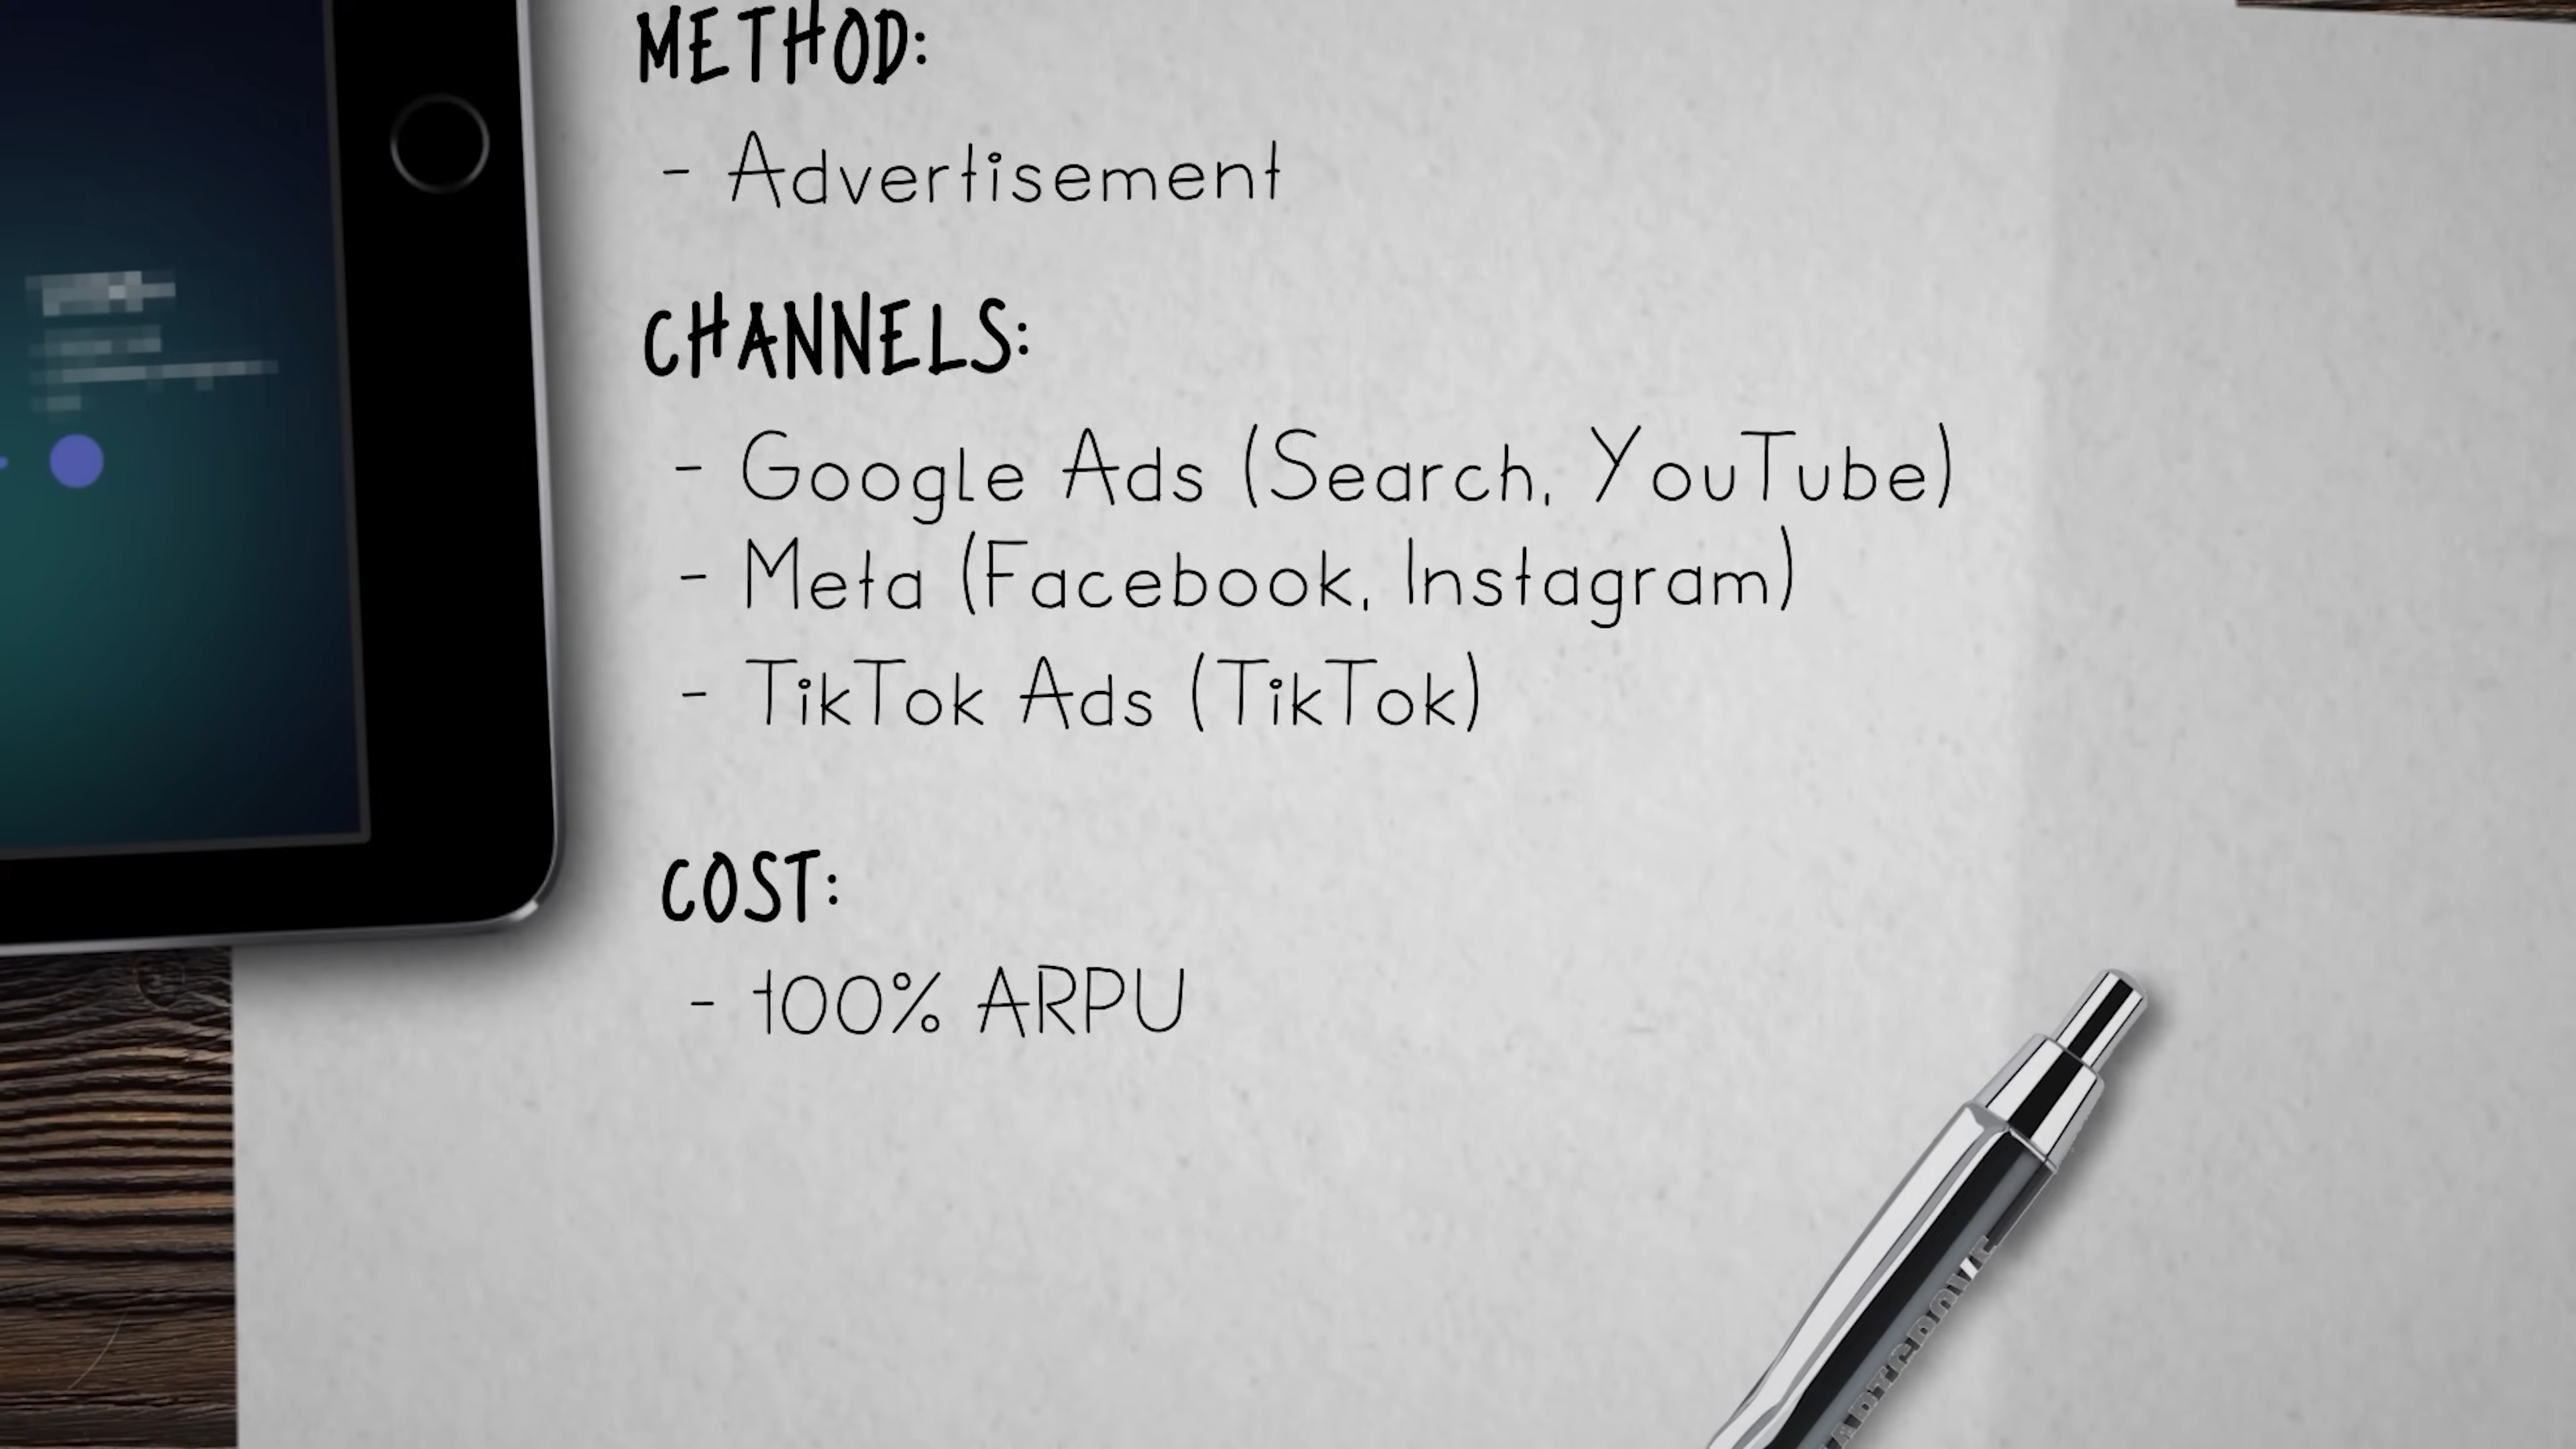 METHOD:
- Advertisement
CHANNELS:
- Google Ads (Search, YouTube)
- Meta (Facebook, Instagram)
- TikTok Ads (TikTok)
COST:
- 100% ARPU